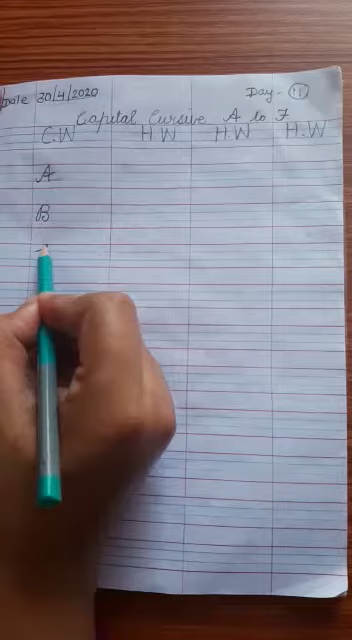 Date 30/4/2020 Day - 11
Capital Cursive A to F
C.W H.W H.W H.W
A
B